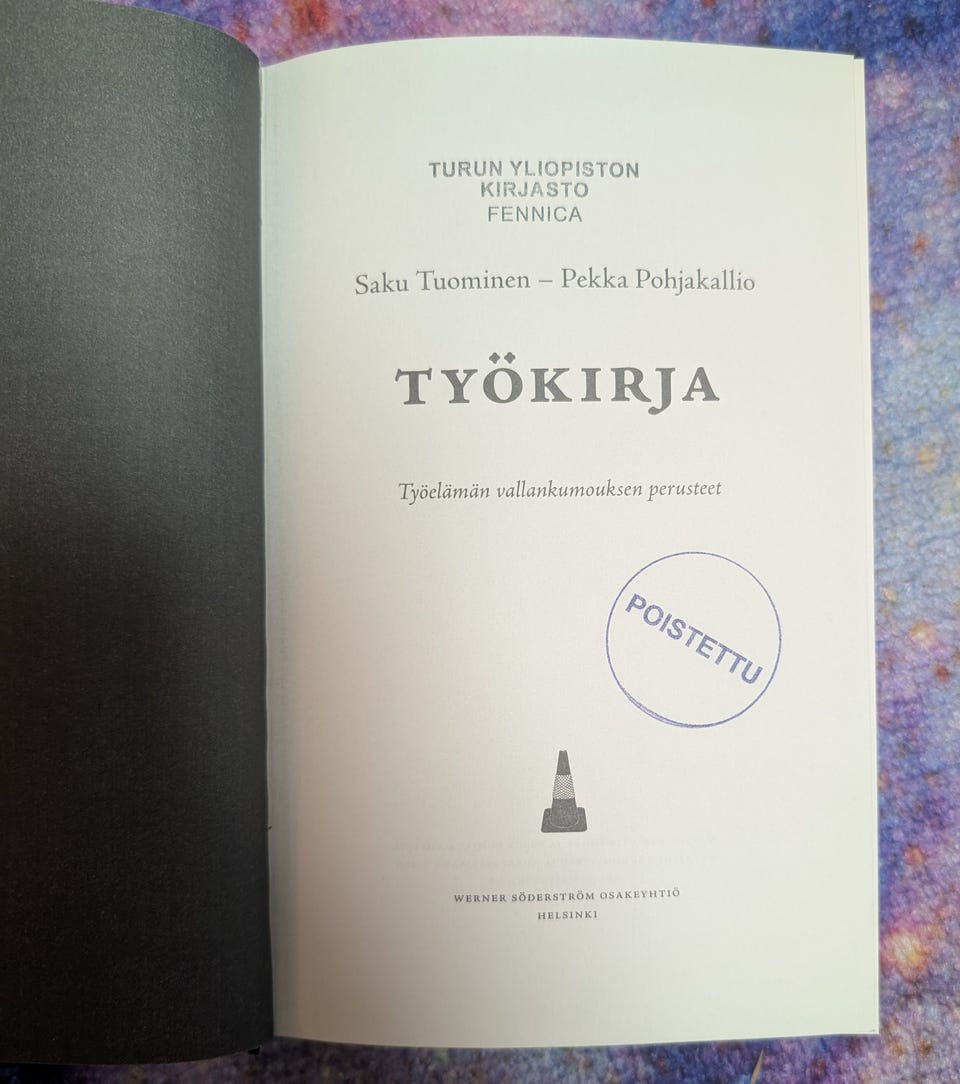 TURUN YLIOPISTON
KIRJASTO
FENNICA
Saku Tuominen – Pekka Pohjakallio
TYÖKIRJA
Työelämän vallankumouksen perusteet
POISTETTU
WERNER SÖDERSTRÖM OSAKEYHTIÖ
HELSINKI